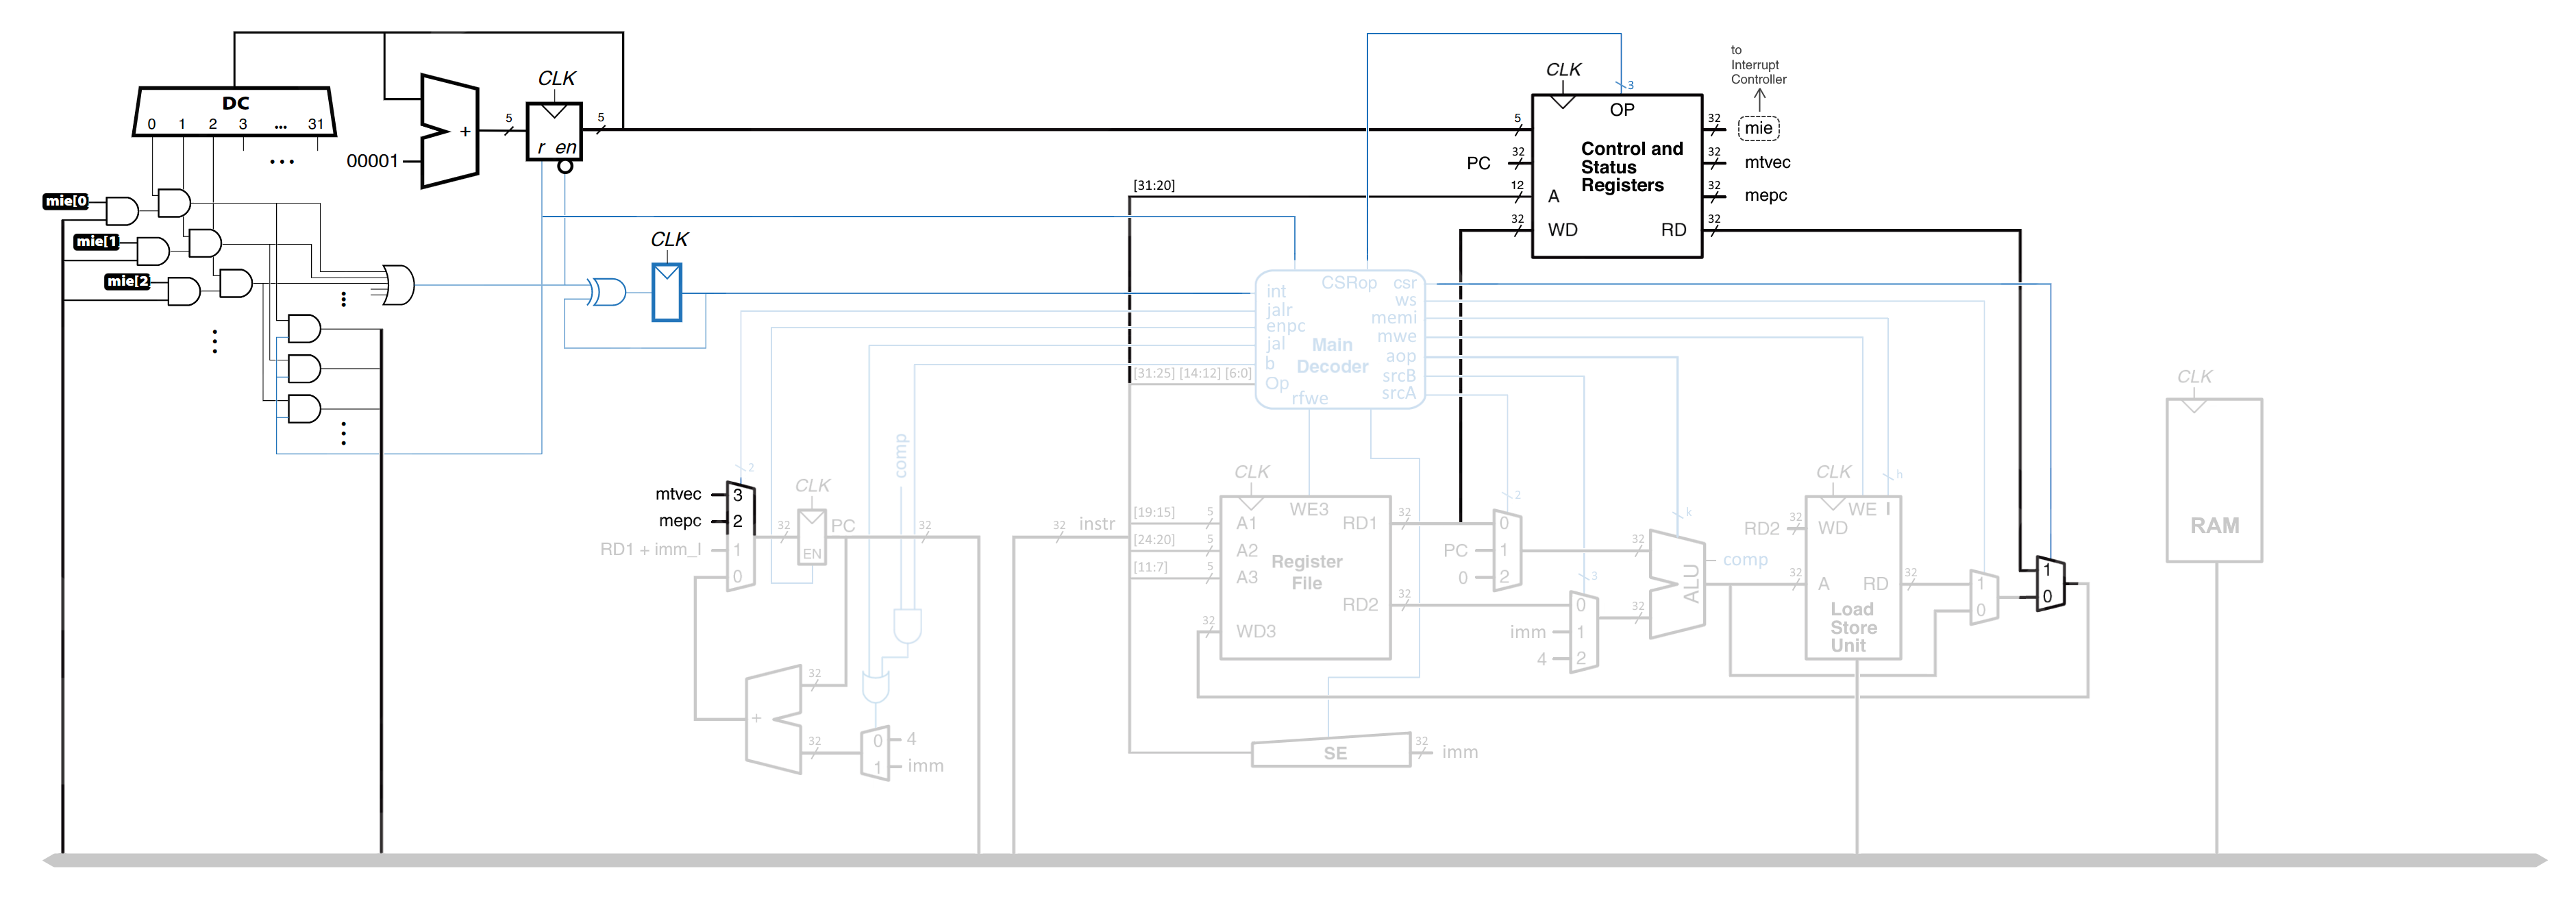 to
Interrupt
Controller
CLK
CLK
3
DC
OP
0 1 2 3 ... 31
+
5
5
5
32
mie
r en
Control and
Status
Registers
00001
PC
32
32
mtvec
[31:20]
12
A
32
mepc
mie[0
32
WD
RD
32
mie[1
CLK
mie[2
int
CSRop
csr
jalr
ws
enpc
memi
jal
Main
Decoder
mwe
b
aop
[31:25] [14:12] [6:0]
Op
srcB
rfwe
srcA
CLK
comp
2
mtvec
3
mepc
2
RD1 + imm_I
1
0
CLK
32
PC
EN
32
32
instr
CLK
[19:15]
5
A1
WE3
RD1
32
[24:20]
5
A2
[11:7]
5
A3
Register
File
RD2
32
32
WD3
2
0
PC
1
0
2
3
0
imm
1
4
2
k
32
32
ALU
comp
CLK
h
RD2
32
WD
WE I
32
A
RD
32
Load
Store
Unit
1
0
1
0
RAM
+
32
32
0
4
1
imm
SE
32
imm